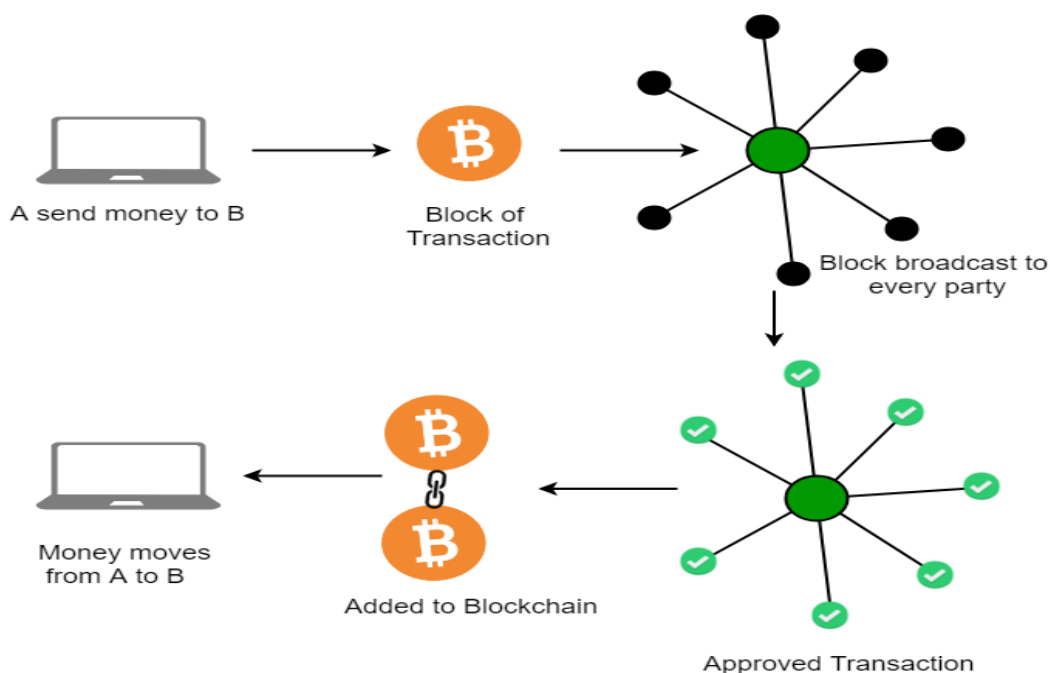 A send money to B
Block of
Transaction
Block broadcast to
every party
Approved Transaction
Added to Blockchain
Money moves
from A to B